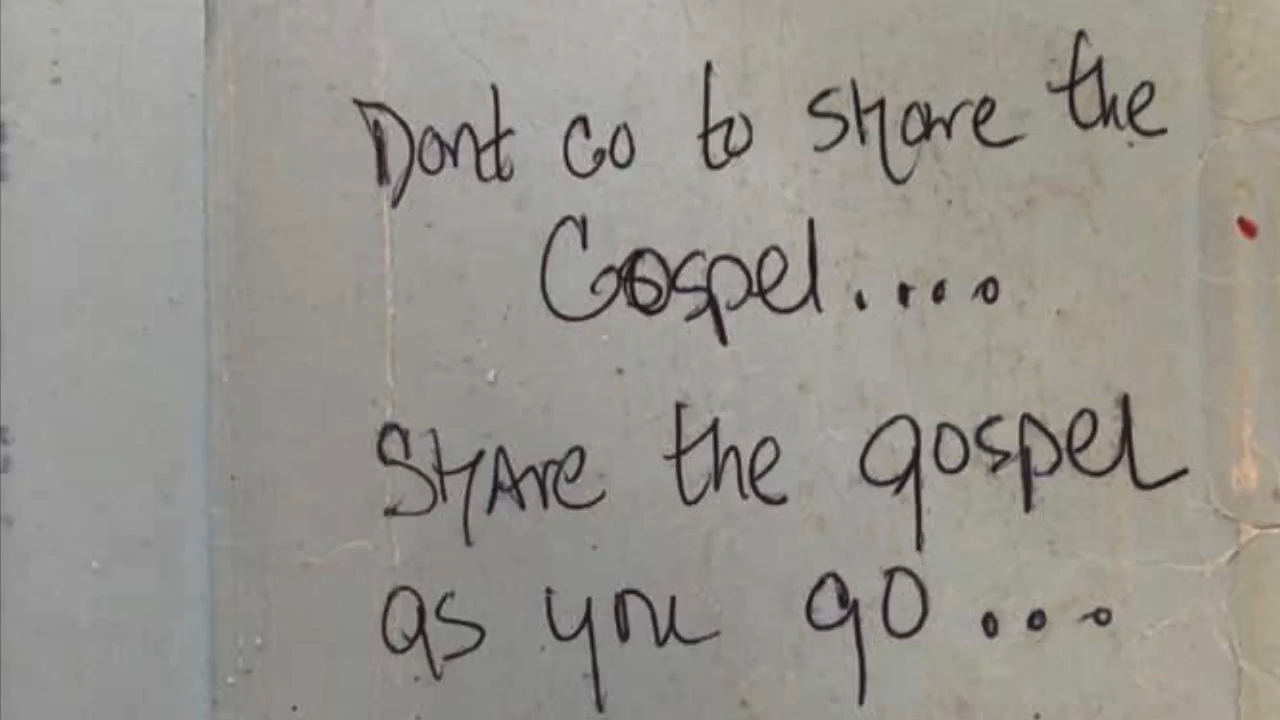 Dont Go to SHare the
Gospel....
SHAre the gospel
as you go...